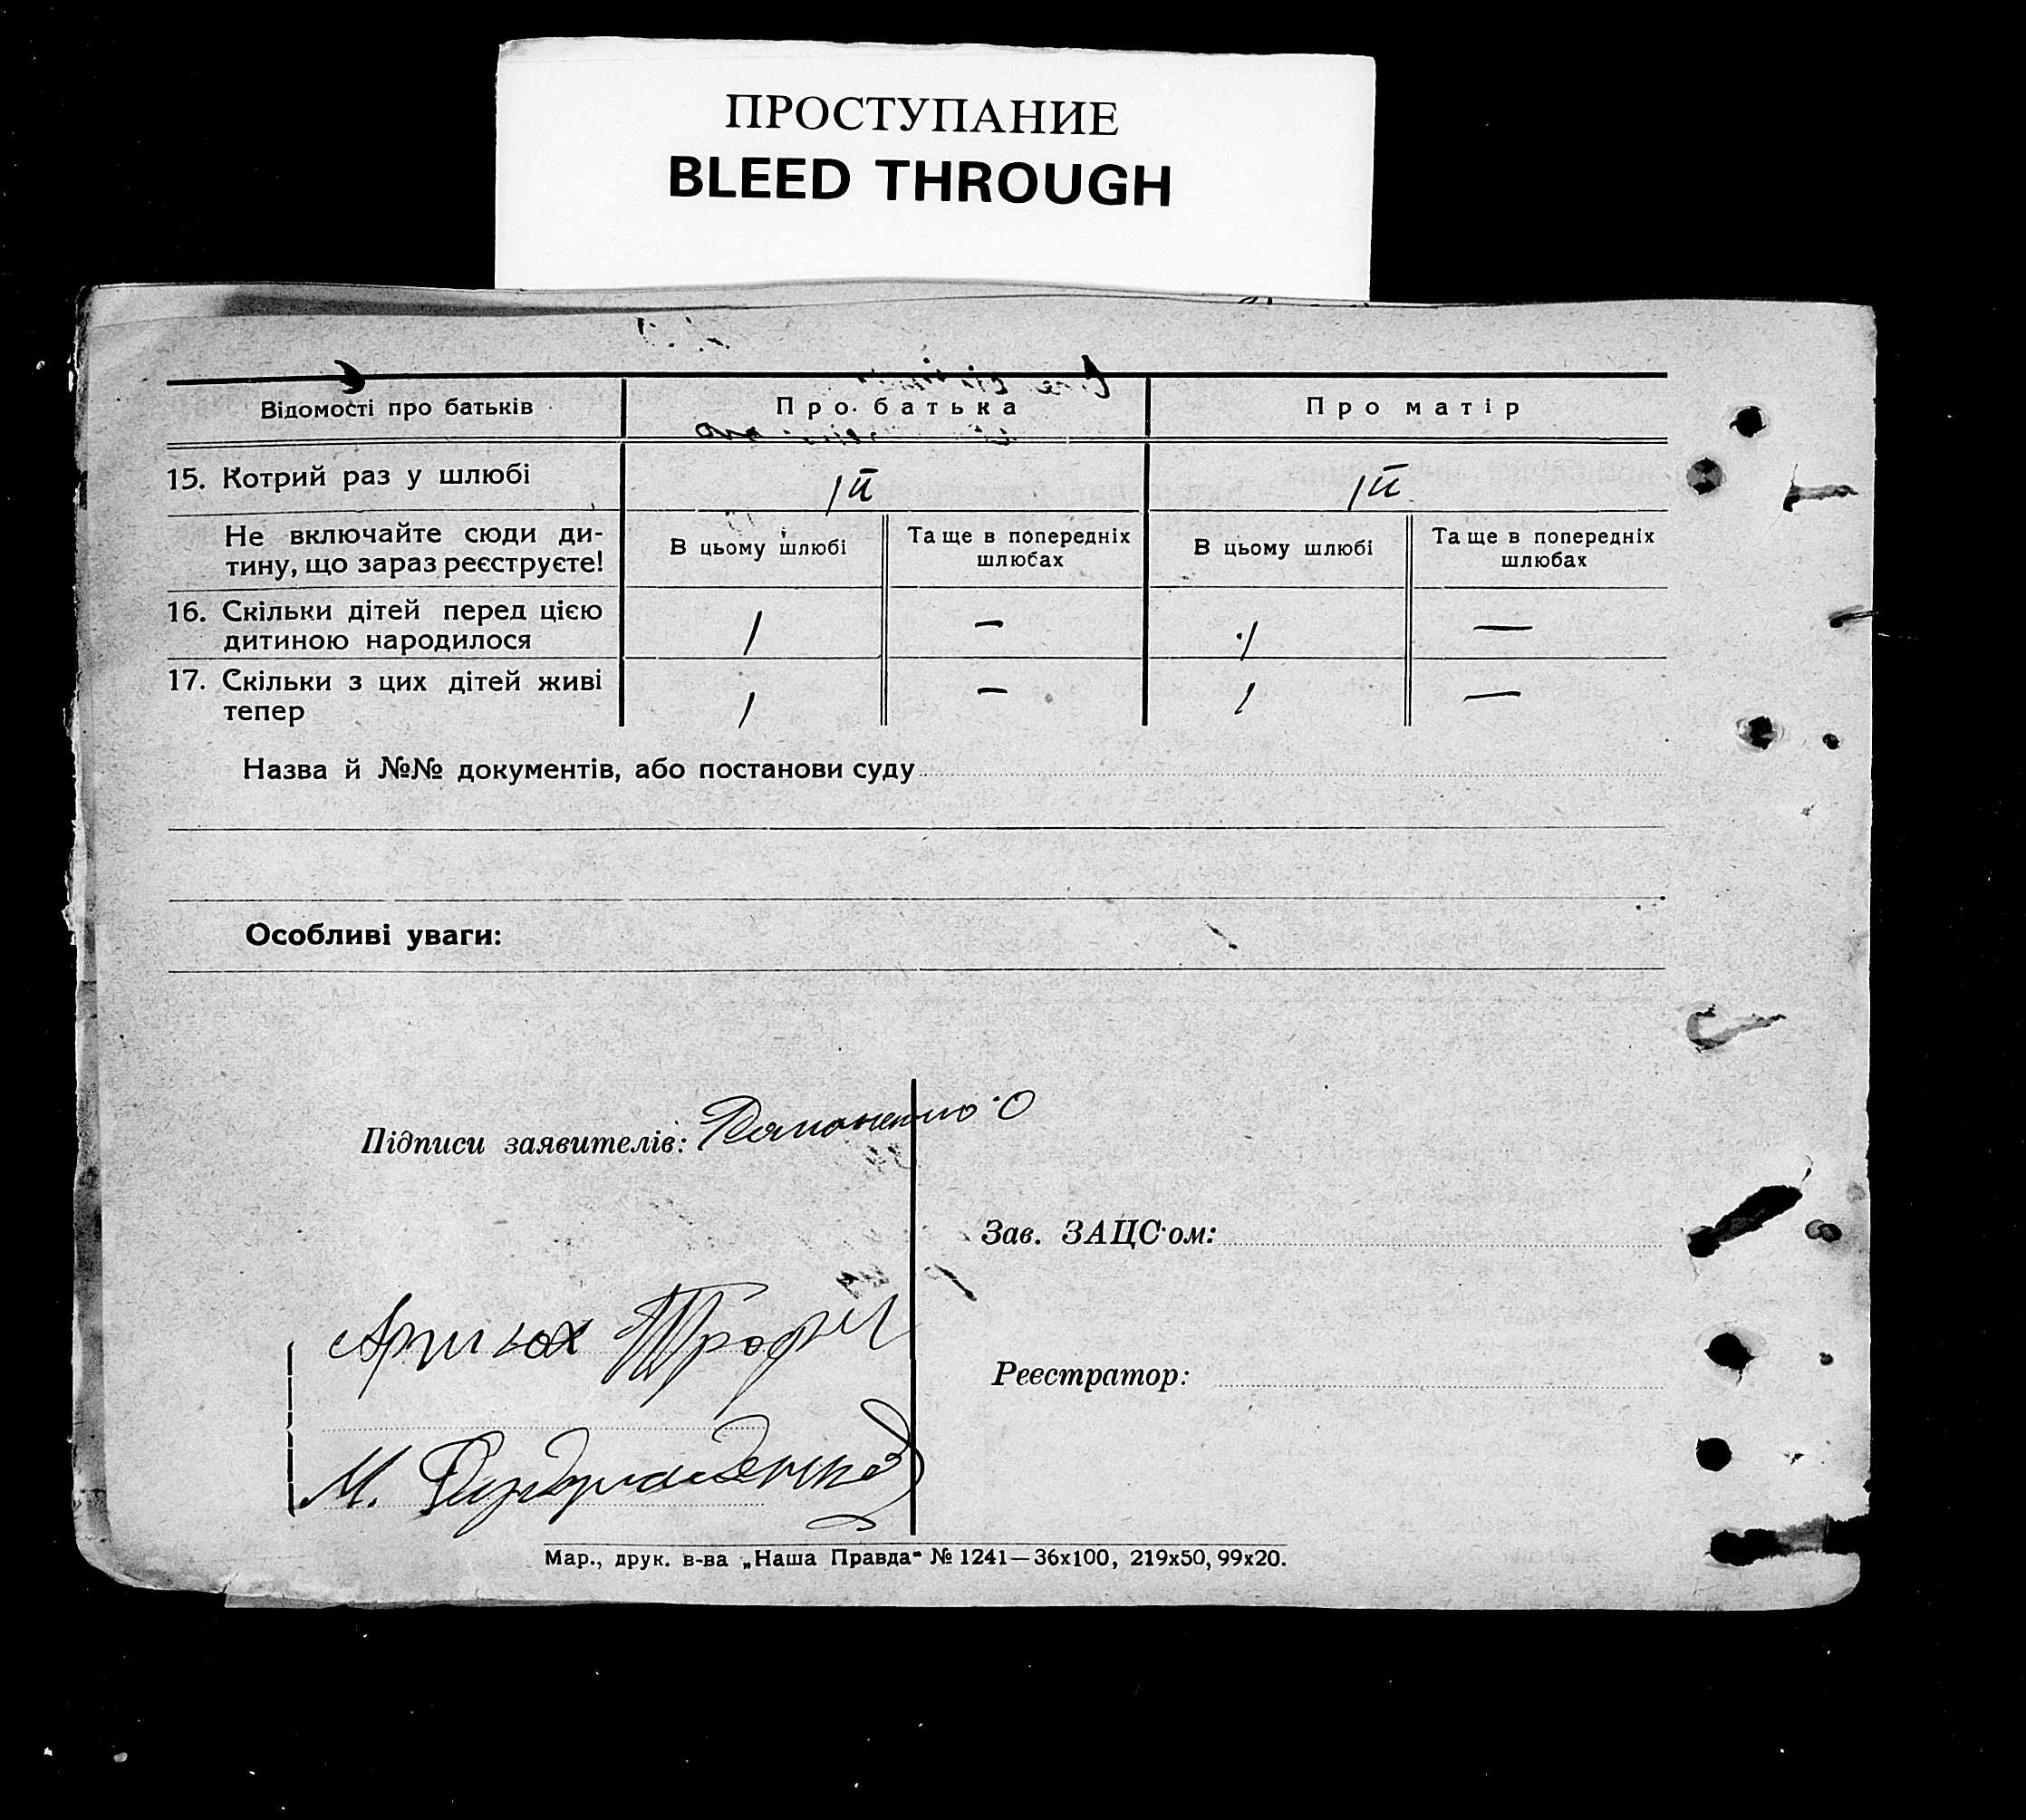 ПРОСТУПАНИЕ
BLEED THROUGH
Відомості про батьків Про батька Про матір
15. Котрий раз у шлюбі 1й 1й
Не включайте сюди ди-
тину, що зараз реєструєте! В цьому шлюбі Та ще в попередніх шлюбах В цьому шлюбі Та ще в попередніх шлюбах
16. Скільки дітей перед цією
дитиною народилося 1 — 1 —
17. Скільки з цих дітей живі
тепер 1 — 1 —
Назва й №№ документів, або постанови суду
Особливі уваги:
Підписи заявителів:
Зав. ЗАЦС'ом:
Реєстратор:
М.
Мар., друк. в-ва „Наша Правда" № 1241—36х100, 219х50, 99х20.